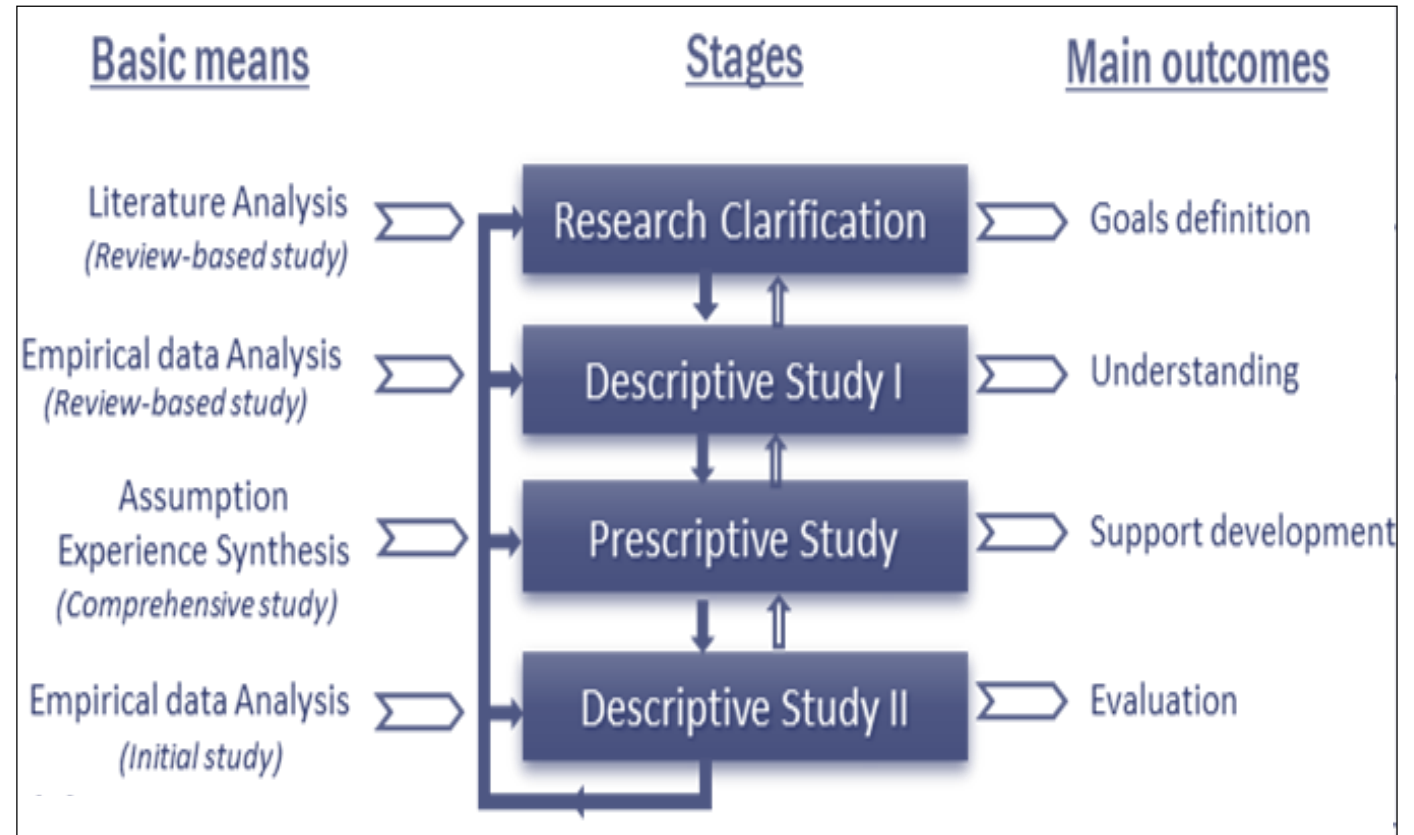 Basic means
Stages
Main outcomes
Literature Analysis
(Review-based study)
Research Clarification
Goals definition
Empirical data Analysis
(Review-based study)
Descriptive Study I
Understanding
Assumption
Experience Synthesis
(Comprehensive study)
Prescriptive Study
Support development
Empirical data Analysis
(Initial study)
Descriptive Study II
Evaluation